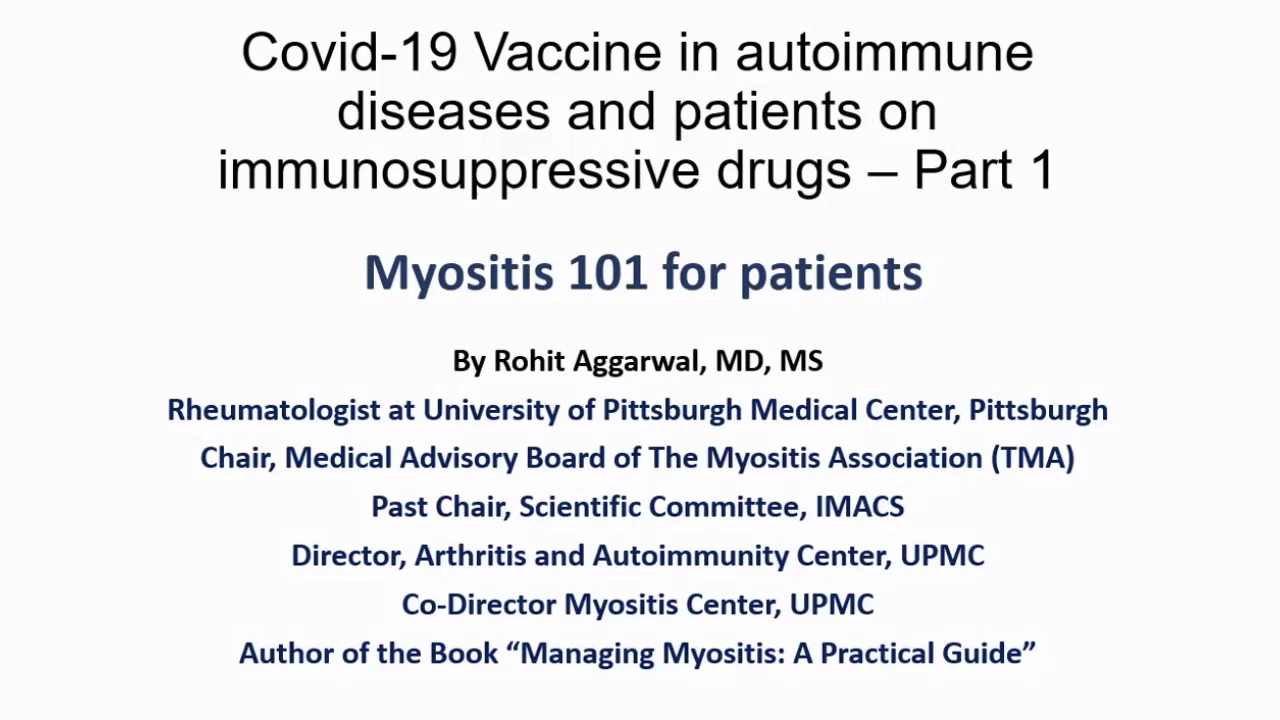 Covid-19 Vaccine in autoimmune
diseases and patients on
immunosuppressive drugs – Part 1
Myositis 101 for patients
By Rohit Aggarwal, MD, MS
Rheumatologist at University of Pittsburgh Medical Center, Pittsburgh
Chair, Medical Advisory Board of The Myositis Association (TMA)
Past Chair, Scientific Committee, IMACS
Director, Arthritis and Autoimmunity Center, UPMC
Co-Director Myositis Center, UPMC
Author of the Book “Managing Myositis: A Practical Guide”